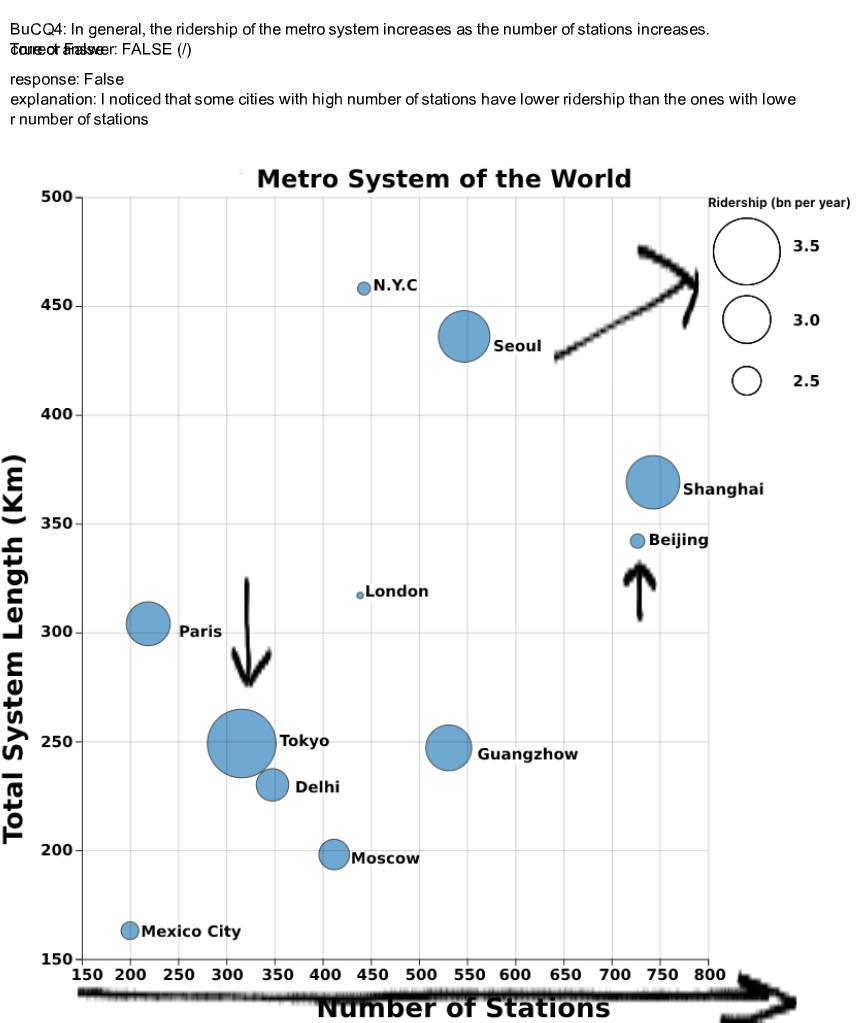 BuCQ4: In general, the ridership of the metro system increases as the number of stations increases.
True or False
correct answer: FALSE (/)
response: False
explanation: I noticed that some cities with high number of stations have lower ridership than the ones with lowe
r number of stations
Metro System of the World
Ridership (bn per year)
3.5
3.0
2.5
500
450
400
350
300
250
200
150
Total System Length (Km)
N.Y.C
Seoul
Shanghai
Beijing
London
Paris
Tokyo
Guangzhow
Delhi
Moscow
Mexico City
150 200 250 300 350 400 450 500 550 600 650 700 750 800
Number of Stations